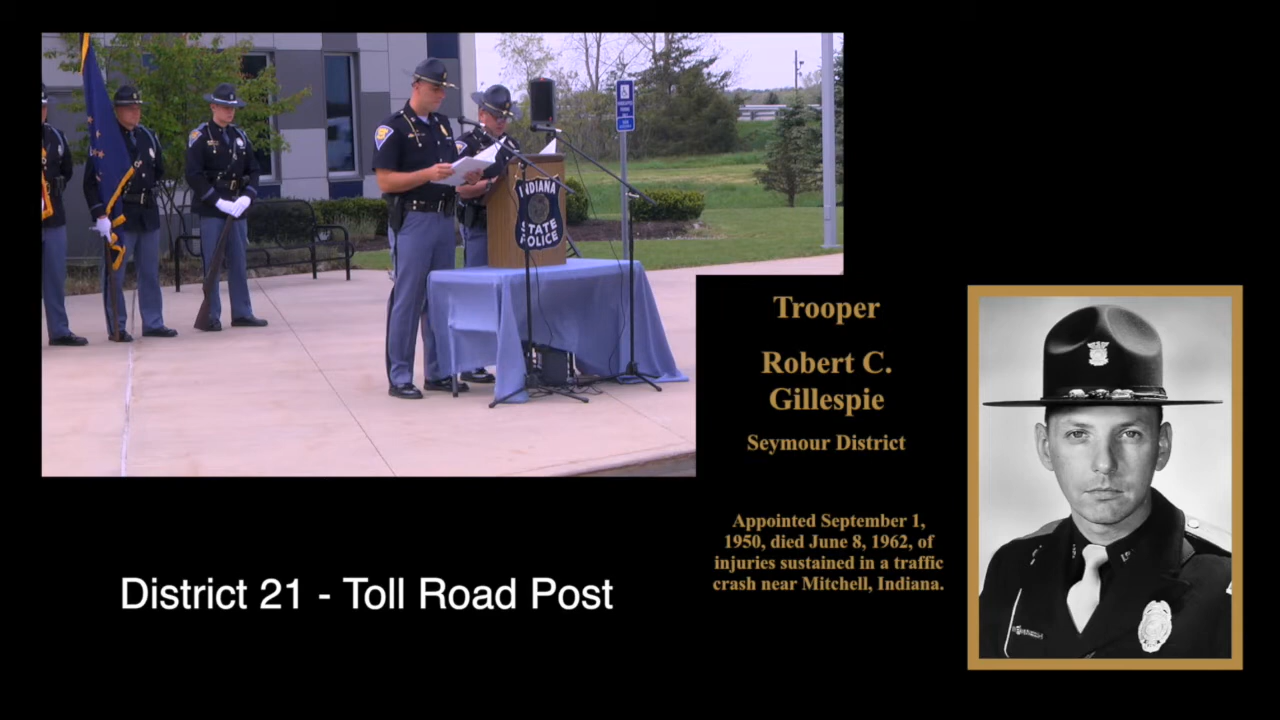 INDIANA
STATE
POLICE
Trooper
Robert C.
Gillespie
Seymour District
Appointed September 1,
1950, died June 8, 1962, of
injuries sustained in a traffic
crash near Mitchell, Indiana.
District 21 - Toll Road Post